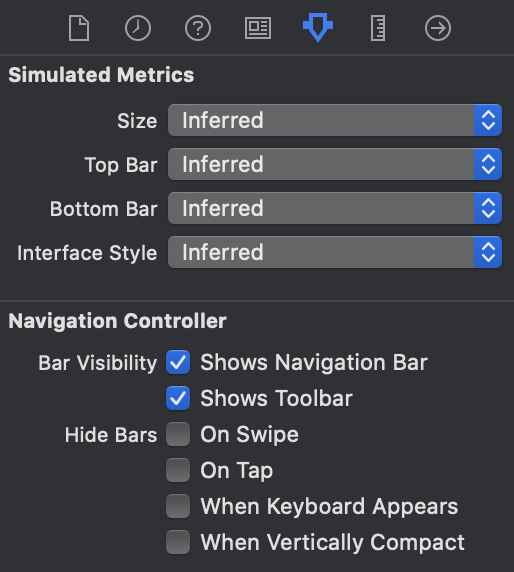 Simulated Metrics
Size Inferred
Top Bar Inferred
Bottom Bar Inferred
Interface Style Inferred
Navigation Controller
Bar Visibility Shows Navigation Bar
Shows Toolbar
Hide Bars On Swipe
On Tap
When Keyboard Appears
When Vertically Compact